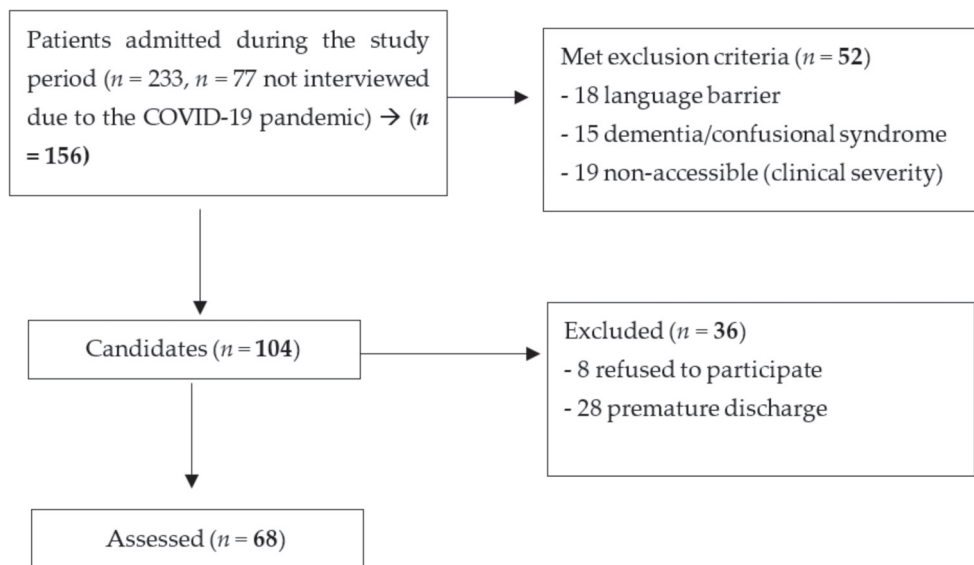 Patients admitted during the study
period (n = 233, n = 77 not interviewed
due to the COVID-19 pandemic) → (n
= 156)
Met exclusion criteria (n = 52)
- 18 language barrier
- 15 dementia/confusional syndrome
- 19 non-accessible (clinical severity)
Candidates (n = 104)
Excluded (n = 36)
- 8 refused to participate
- 28 premature discharge
Assessed (n = 68)